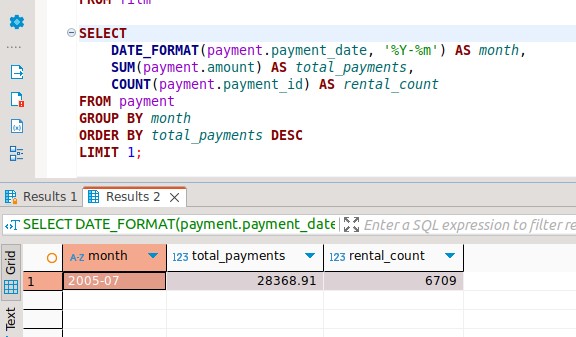 FROM film
SELECT
DATE_FORMAT(payment.payment_date, '%Y-%m') AS month,
SUM(payment.amount) AS total_payments,
COUNT(payment.payment_id) AS rental_count
FROM payment
GROUP BY month
ORDER BY total_payments DESC
LIMIT 1;
Results 1 Results 2
SELECT DATE_FORMAT(payment.payment_date Enter a SQL expression to filter re
Grid
A-Z month 123 total_payments 123 rental_count
1 2005-07 28368.91 6709
Text